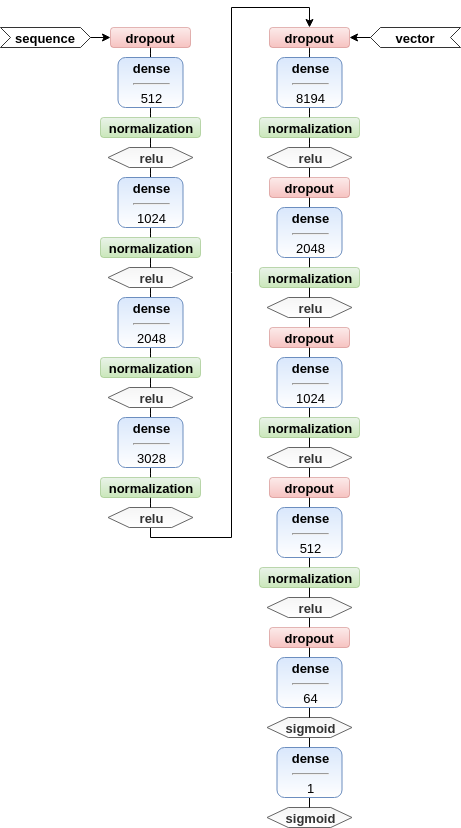 sequence
dropout
dense
512
normalization
relu
dense
1024
normalization
relu
dense
2048
normalization
relu
dense
3028
normalization
relu
dropout
vector
dense
8194
normalization
relu
dropout
dense
2048
normalization
relu
dropout
dense
1024
normalization
relu
dropout
dense
512
normalization
relu
dropout
dense
64
sigmoid
dense
1
sigmoid